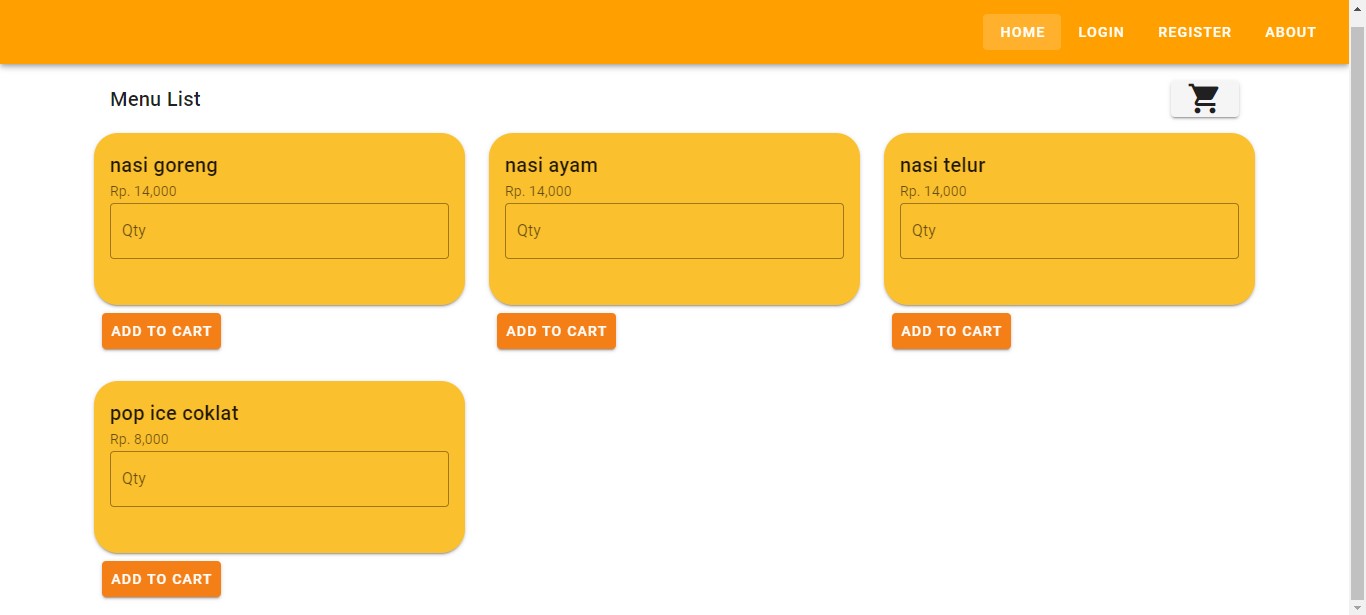 HOME LOGIN REGISTER ABOUT
Menu List
nasi goreng
Rp. 14,000
Qty
ADD TO CART
nasi ayam
Rp. 14,000
Qty
ADD TO CART
nasi telur
Rp. 14,000
Qty
ADD TO CART
pop ice coklat
Rp. 8,000
Qty
ADD TO CART